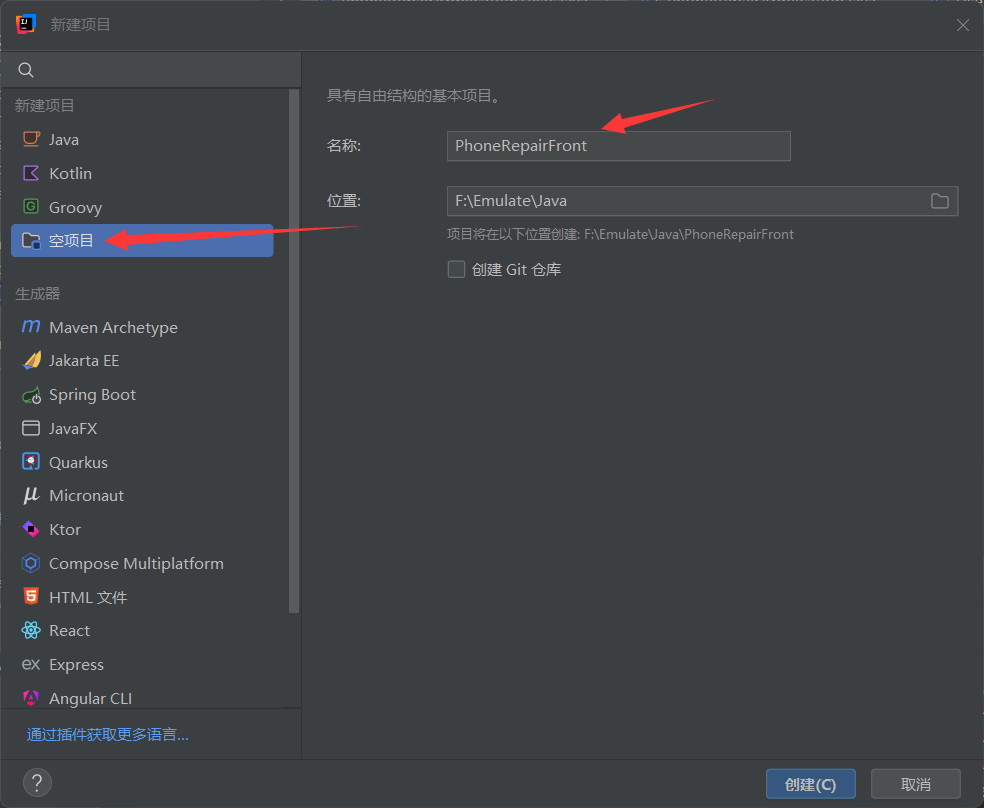 新建项目
新建项目
Java
Kotlin
Groovy
空项目
生成器
Maven Archetype
Jakarta EE
Spring Boot
JavaFX
Quarkus
Micronaut
Ktor
Compose Multiplatform
HTML 文件
React
Express
Angular CLI
通过插件获取更多语言...
具有自由结构的基本项目。
名称: PhoneRepairFront
位置: F:\Emulate\Java
项目将在以下位置创建: F:\Emulate\Java\PhoneRepairFront
创建 Git 仓库
? 创建(C) 取消